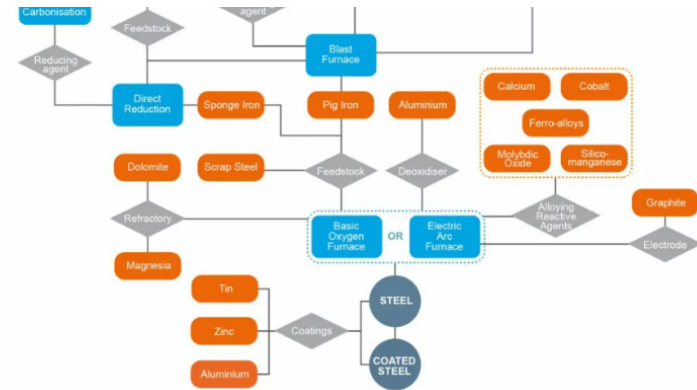 Carbonisation
Feedstock
agent
Blast
Furnace
Reducing
agent
Direct
Reduction
Sponge Iron
Pig Iron
Aluminium
Calcium
Cobalt
Ferro-alloys
Molybdic
Oxide
Silico-
manganese
Dolomite
Scrap Steel
Feedstock
Deoxidiser
Refractory
Alloying
Reactive
Agents
Graphite
Basic
Oxygen
Furnace
OR
Electric
Arc
Furnace
Electrode
Magnesia
Tin
STEEL
Zinc
Coatings
Aluminium
COATED
STEEL